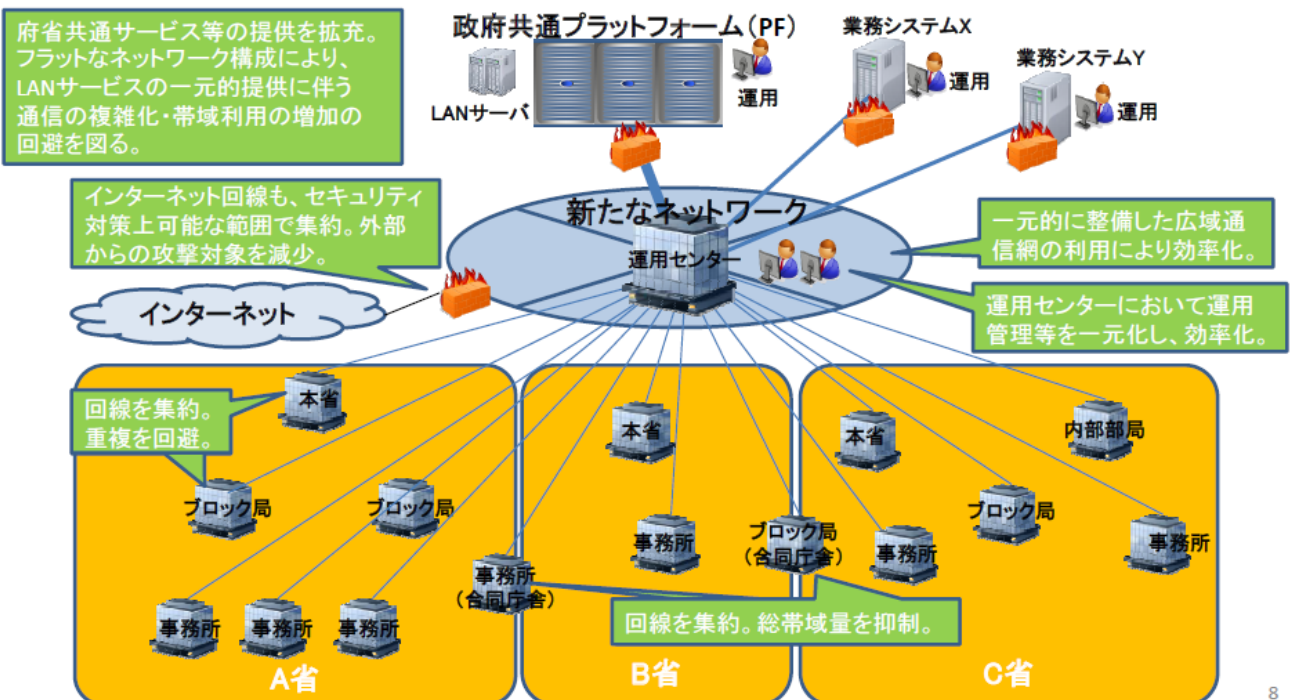 府省共通サービス等の提供を拡充。
フラットなネットワーク構成により、
LANサービスの一元的提供に伴う
通信の複雑化・帯域利用の増加の
回避を図る。
政府共通プラットフォーム(PF)
LANサーバ
運用
業務システムX
運用
業務システムY
運用
インターネット回線も、セキュリティ
対策上可能な範囲で集約。外部
からの攻撃対象を減少。
新たなネットワーク
運用センター
一元的に整備した広域通
信網の利用により効率化。
運用センターにおいて運用
管理等を一元化し、効率化。
インターネット
回線を集約。
重複を回避。
本省
ブロック局
ブロック局
事務所
事務所
事務所
A省
事務所
(合同庁舎)
本省
事務所
ブロック局
(合同庁舎)
回線を集約。総帯域量を抑制。
B省
本省
内部部局
ブロック局
事務所
事務所
C省
8